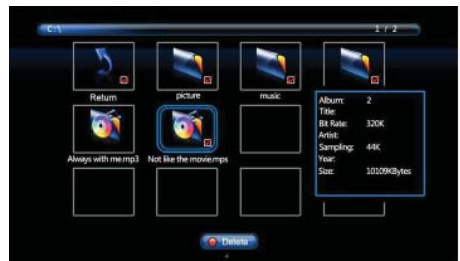 C:\
1 / 2
Return
picture
music
Always with me.mp3
Not like the movie.mps
Album: 2
Title:
Bit Rate: 320K
Artist:
Sampling: 44K
Year:
Size: 10109KBytes
Delete